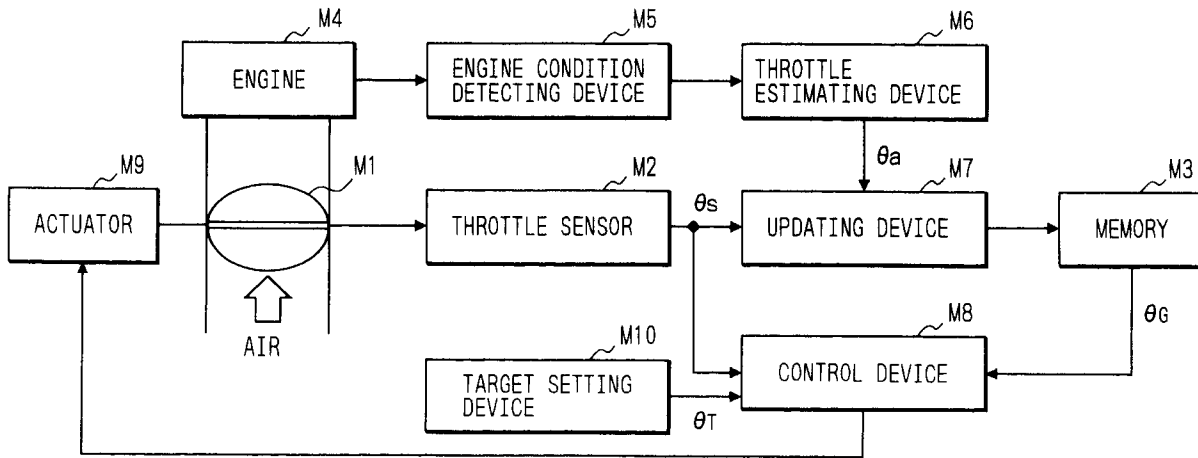 M4
ENGINE
M5
ENGINE CONDITION
DETECTING DEVICE
M6
THROTTLE
ESTIMATING DEVICE
θa
M9
ACTUATOR
M1
M2
THROTTLE SENSOR
θs
M7
UPDATING DEVICE
M3
MEMORY
AIR
M10
TARGET SETTING
DEVICE
θT
M8
CONTROL DEVICE
θG